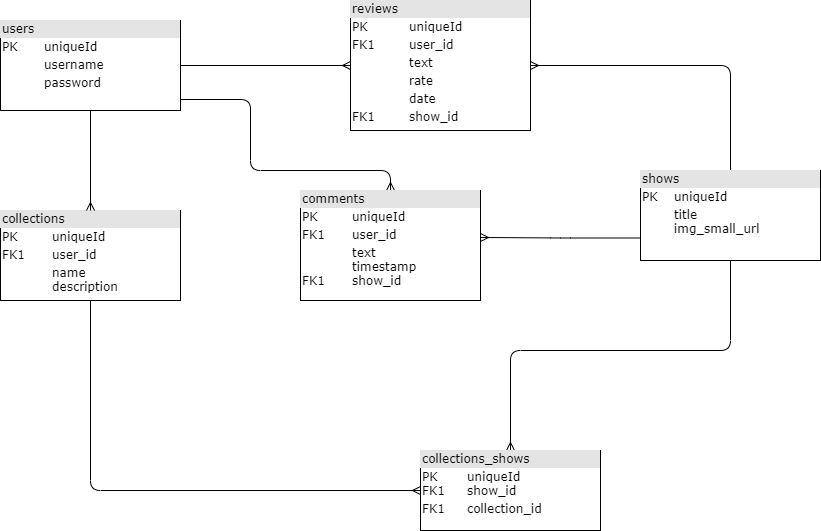 users
PK uniqueId
username
password
reviews
PK uniqueId
FK1 user_id
text
rate
date
FK1 show_id
collections
PK uniqueId
FK1 user_id
name
description
comments
PK uniqueId
FK1 user_id
text
timestamp
FK1 show_id
shows
PK uniqueId
title
img_small_url
collections_shows
PK uniqueId
FK1 show_id
FK1 collection_id